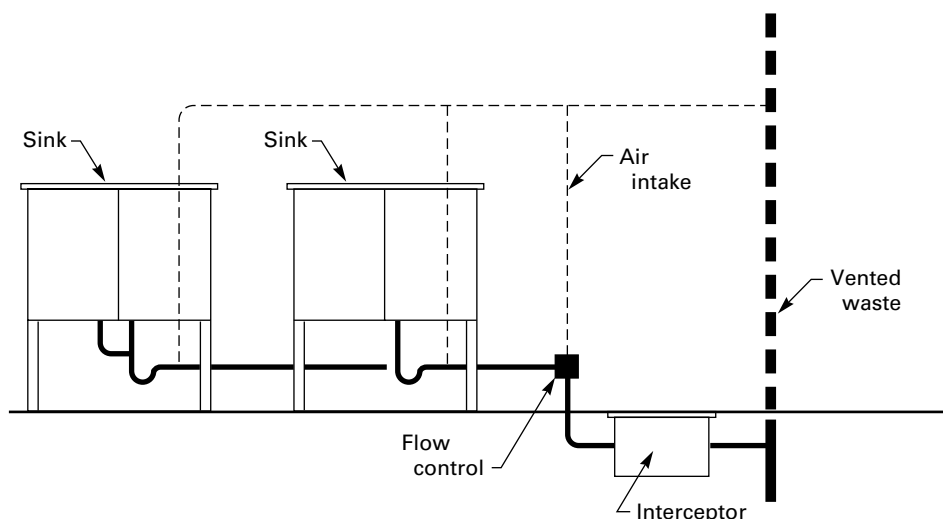 Sink
Sink
Air
intake
Vented
waste
Flow
control
Interceptor